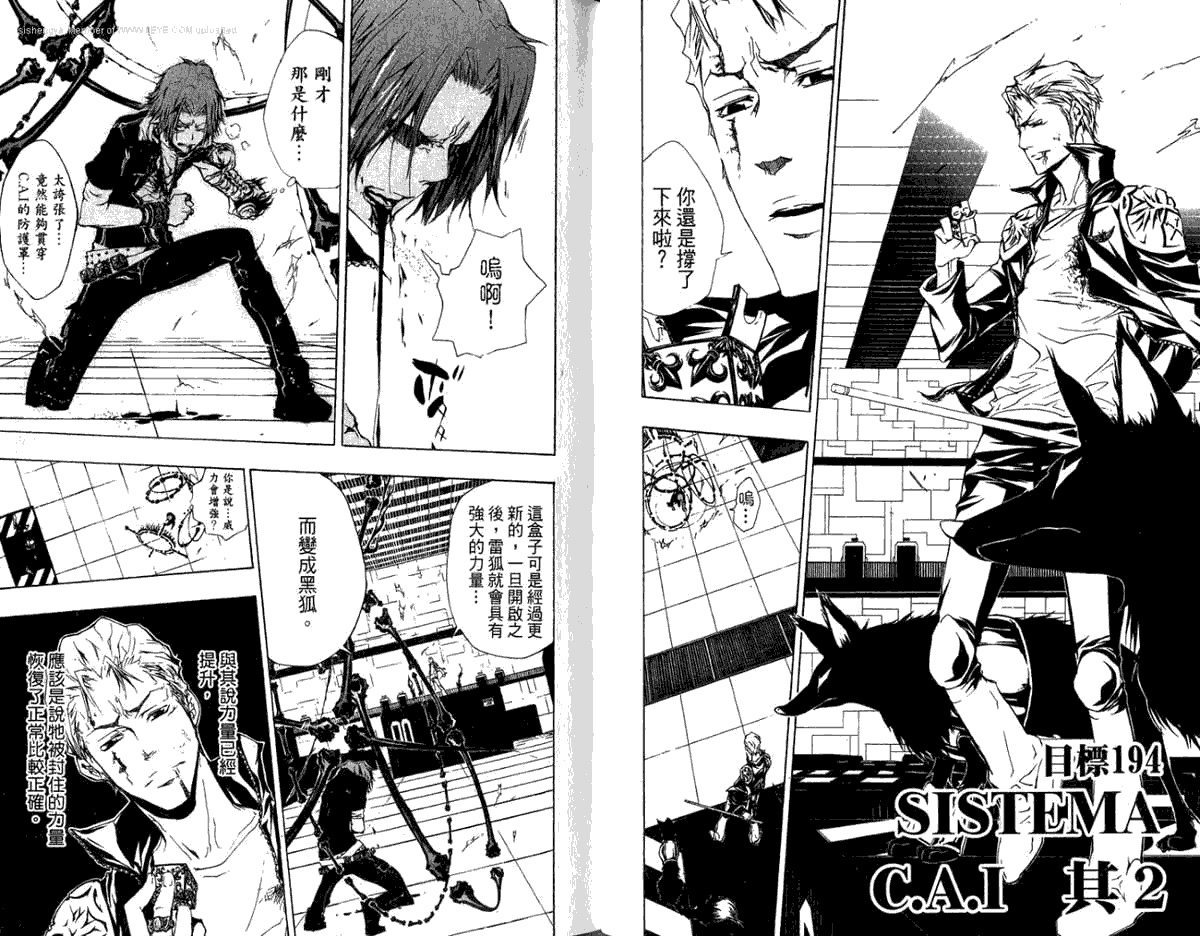 目標194
SISTEMA
C.A.I 其2
你還是撐了
下來啦？
嗚…
嗚啊！
剛才
那是什麼…
太誇張了…
竟然能夠貫穿
C.A.I的防護罩…
這盒子可是經過更
新的，一旦開啟之
後，雷狐就會具有
強大的力量…
而變成黑狐。
你是說…威
力會增強？
與其說力量已經
提升，
應該是說牠被封住的力量
恢復了正常比較正確。